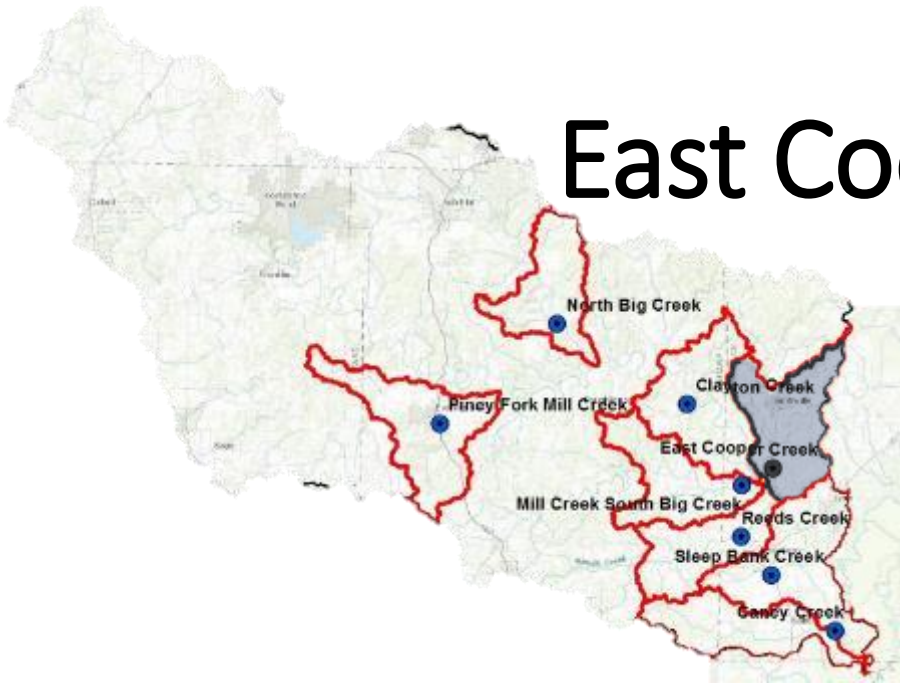 East Coo
North Big Creek
Clayton Creek
Piney Fork Mill Creek
East Cooper Creek
Mill Creek South Big Creek
Reeds Creek
Sleep Bank Creek
Caney Creek